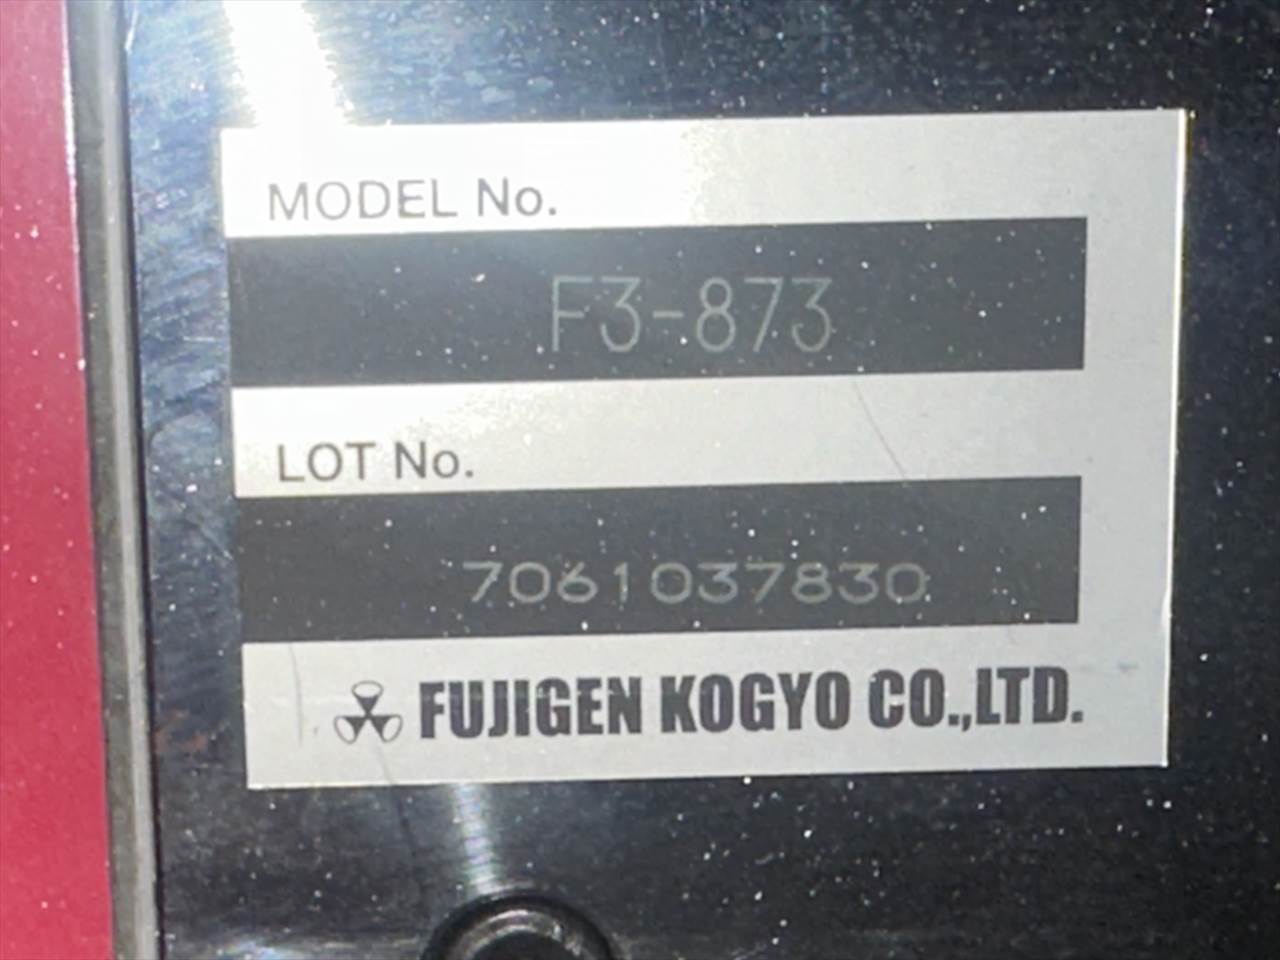 MODEL No.
F3-873
LOT No.
7061037830
FUJIGEN KOGYO CO.,LTD.